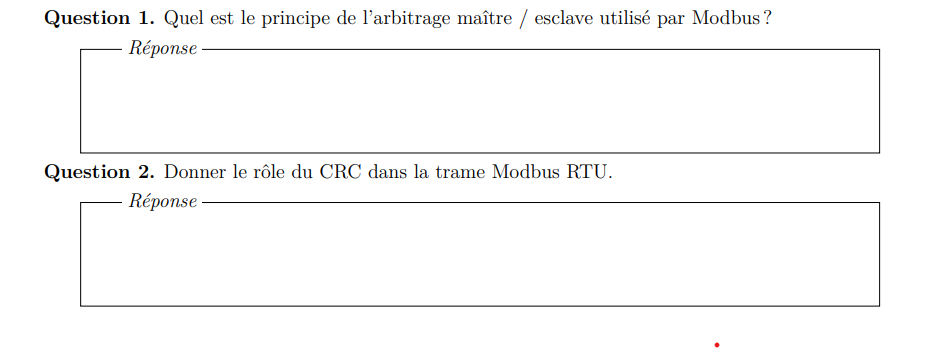 Question 1. Quel est le principe de l'arbitrage maître / esclave utilisé par Modbus ?
Réponse
Question 2. Donner le rôle du CRC dans la trame Modbus RTU.
Réponse